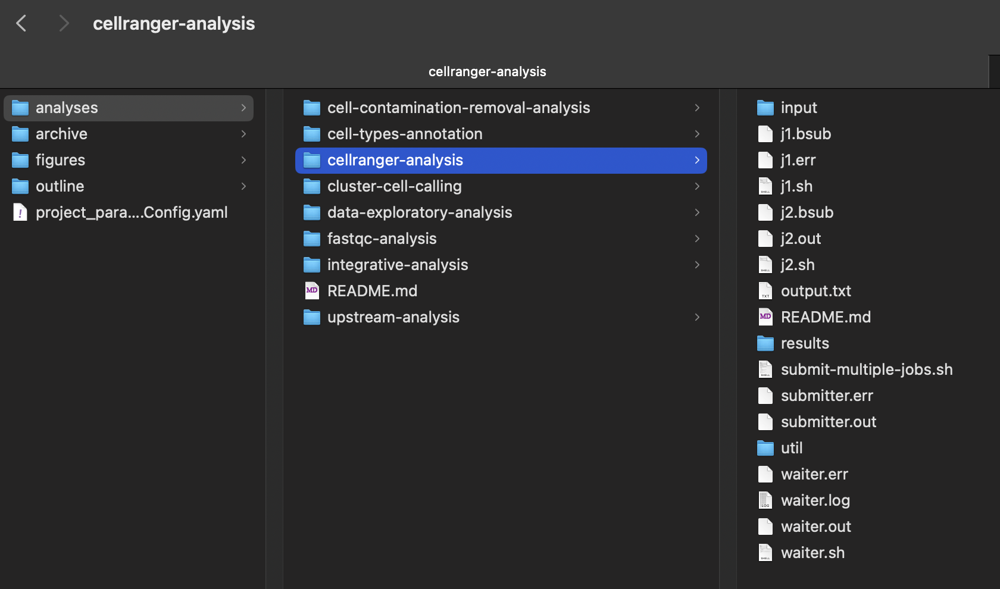 cellranger-analysis
cellranger-analysis
analyses
archive
figures
outline
project_para....Config.yaml
cell-contamination-removal-analysis
cell-types-annotation
cellranger-analysis
cluster-cell-calling
data-exploratory-analysis
fastqc-analysis
integrative-analysis
README.md
upstream-analysis
input
j1.bsub
j1.err
j1.sh
j2.bsub
j2.out
j2.sh
output.txt
README.md
results
submit-multiple-jobs.sh
submitter.err
submitter.out
util
waiter.err
waiter.log
waiter.out
waiter.sh